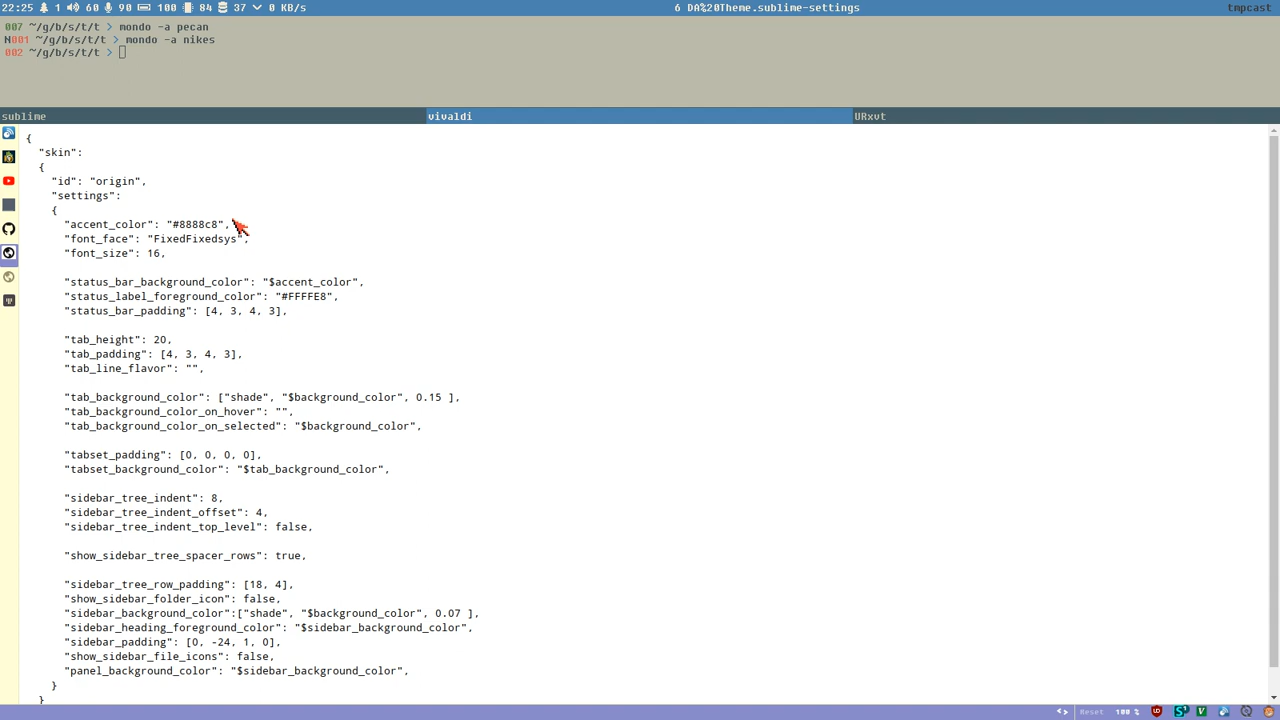 22:25 1 60 90 100 84 37 0 KB/s 6 DA%20Theme.sublime-settings tmpcast
007 ~/g/b/s/t/t > mondo -a pecan
N001 ~/g/b/s/t/t > mondo -a nikes
002 ~/g/b/s/t/t >
sublime vivaldi URxvt
{
"skin":
{
"id": "origin",
"settings":
{
"accent_color": "#8888c8",
"font_face": "FixedFixedsys",
"font_size": 16,
"status_bar_background_color": "$accent_color",
"status_label_foreground_color": "#FFFFE8",
"status_bar_padding": [4, 3, 4, 3],
"tab_height": 20,
"tab_padding": [4, 3, 4, 3],
"tab_line_flavor": "",
"tab_background_color": ["shade", "$background_color", 0.15 ],
"tab_background_color_on_hover": "",
"tab_background_color_on_selected": "$background_color",
"tabset_padding": [0, 0, 0, 0],
"tabset_background_color": "$tab_background_color",
"sidebar_tree_indent": 8,
"sidebar_tree_indent_offset": 4,
"sidebar_tree_indent_top_level": false,
"show_sidebar_tree_spacer_rows": true,
"sidebar_tree_row_padding": [18, 4],
"show_sidebar_folder_icon": false,
"sidebar_background_color":["shade", "$background_color", 0.07 ],
"sidebar_heading_foreground_color": "$sidebar_background_color",
"sidebar_padding": [0, -24, 1, 0],
"show_sidebar_file_icons": false,
"panel_background_color": "$sidebar_background_color",
}
}
Reset 100 %